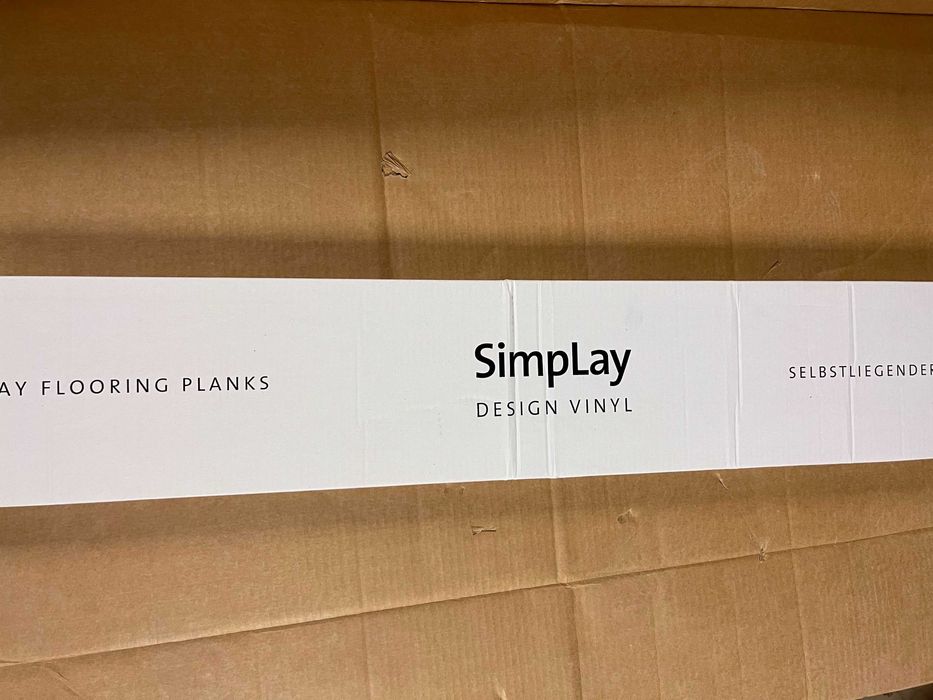 AY FLOORING PLANKS
SimpLay
DESIGN VINYL
SELBSTLIEGENDER